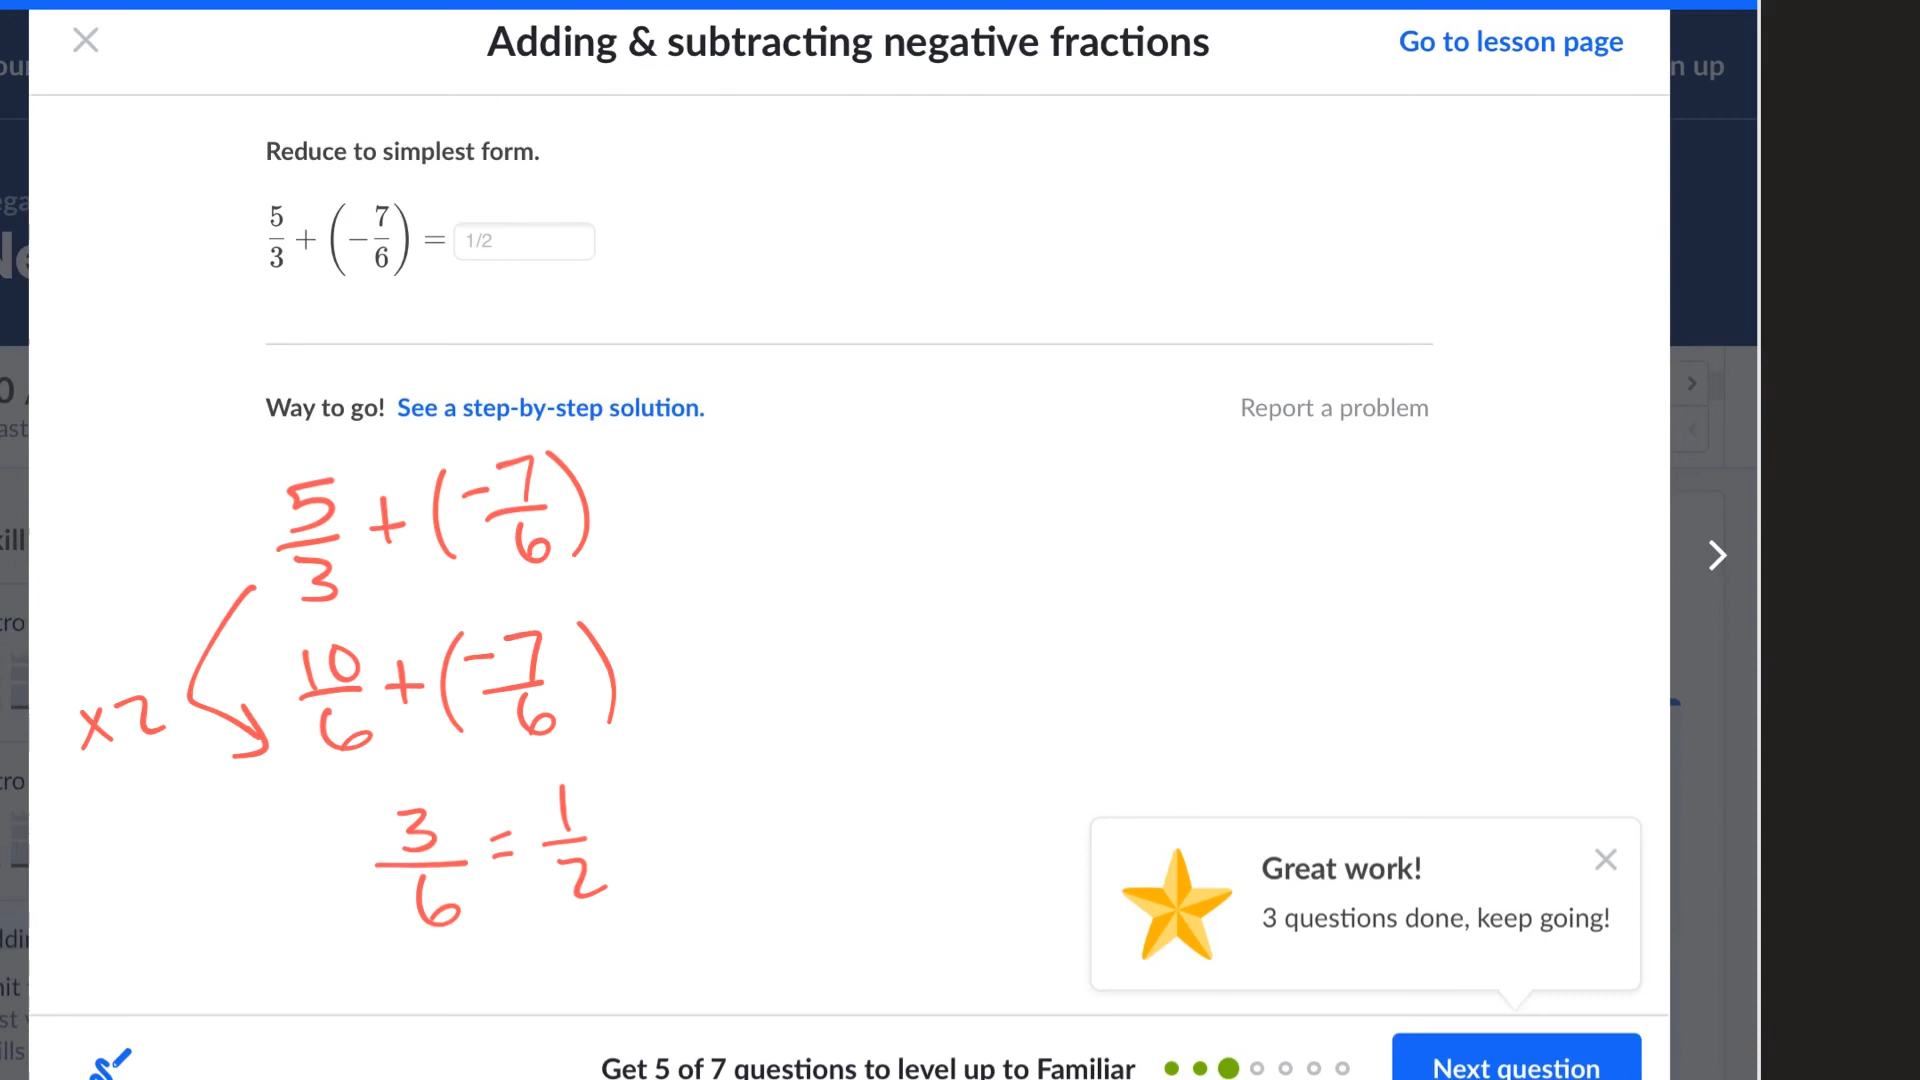 Adding & subtracting negative fractions
Go to lesson page
n up
Reduce to simplest form.
5/3 + (-7/6) = 1/2
Way to go! See a step-by-step solution.
Report a problem
5/3 + (-7/6)
x2
10/6 + (-7/6)
3/6 = 1/2
Great work!
3 questions done, keep going!
Get 5 of 7 questions to level up to Familiar
Next question